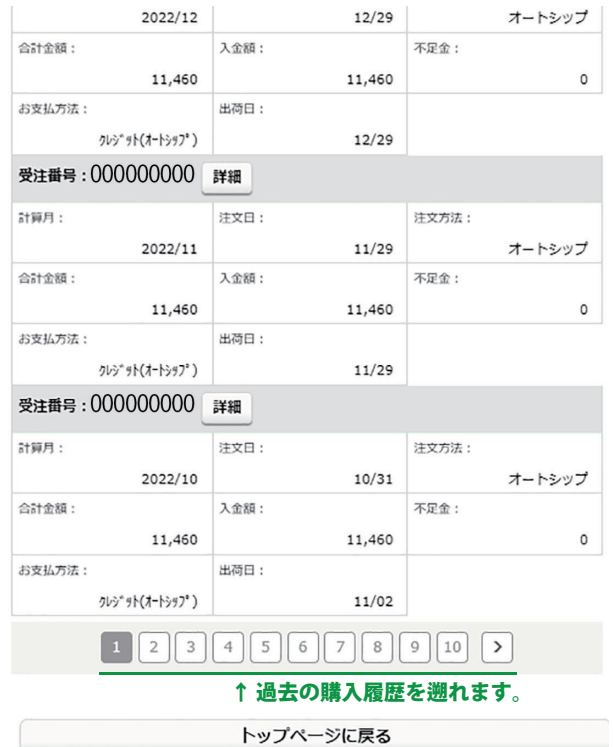 2022/12 12/29 オートシップ
合計金額： 入金額： 不足金：
11,460 11,460 0
お支払方法： 出荷日：
ｸﾚｼﾞｯﾄ(ｵｰﾄｼｯﾌﾟ) 12/29
受注番号：000000000 詳細
計算月： 注文日： 注文方法：
2022/11 11/29 オートシップ
合計金額： 入金額： 不足金：
11,460 11,460 0
お支払方法： 出荷日：
ｸﾚｼﾞｯﾄ(ｵｰﾄｼｯﾌﾟ) 11/29
受注番号：000000000 詳細
計算月： 注文日： 注文方法：
2022/10 10/31 オートシップ
合計金額： 入金額： 不足金：
11,460 11,460 0
お支払方法： 出荷日：
ｸﾚｼﾞｯﾄ(ｵｰﾄｼｯﾌﾟ) 11/02
1 2 3 4 5 6 7 8 9 10 >
↑ 過去の購入履歴を遡れます。
トップページに戻る